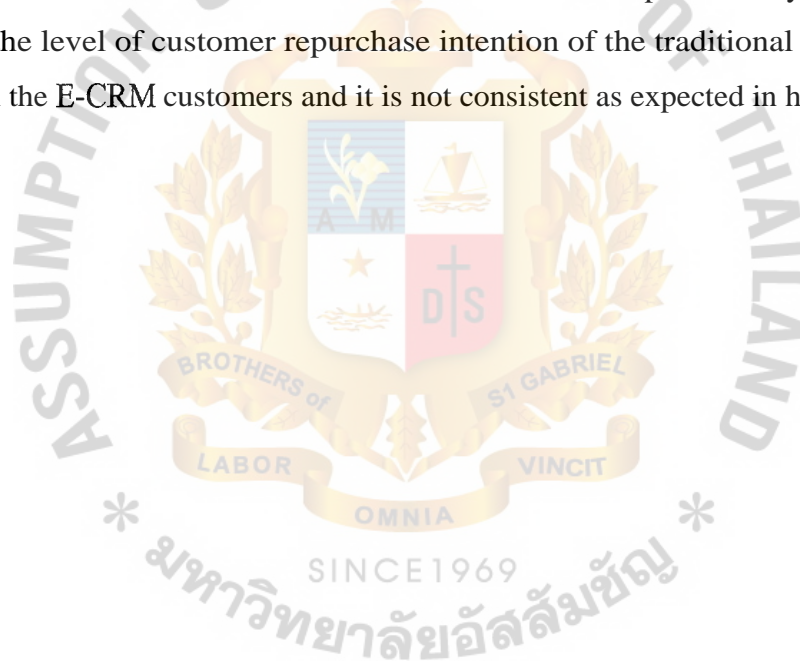 he level of customer repurchase intention of the traditional
the E-CRM customers and it is not consistent as expected in h
ASSUMPTION
OF
THAILAND
A M
D S
BROTHERS of
ST GABRIEL
LABOR
VINCIT
OMNIA
SINCE1969
มหาวิทยาลัยอัสสัมชัญ